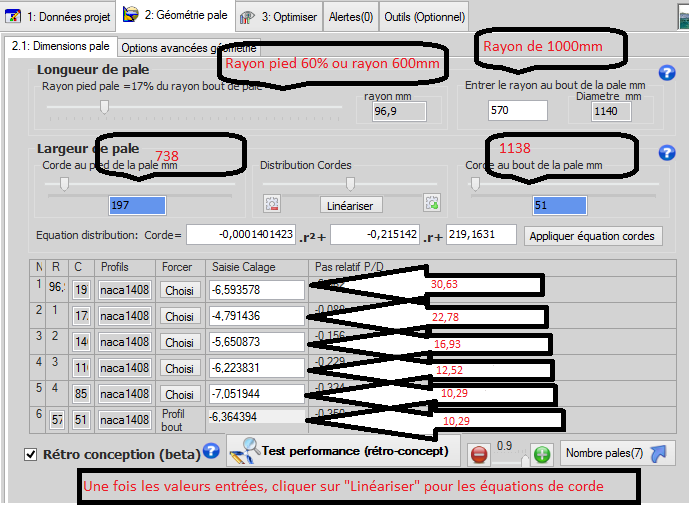 1: Données projet
2: Géométrie pale
3: Optimiser
Alertes(0)
Outils (Optionnel)
2.1: Dimensions pale
Options avancées géométrie
Rayon pied 60% ou rayon 600mm
Rayon de 1000mm
Longueur de pale
Rayon pied pale =17% du rayon bout de pale
rayon mm
96,9
Entrer le rayon au bout de la pale mm
570
Diametre mm
1140
Largeur de pale
738
1138
Corde au pied de la pale mm
197
Distribution Cordes
Linéariser
Corde au bout de la pale mm
51
Equation distribution: Corde= -0,0001401423 .r²+ -0,215142 .r+ 219,1631 Appliquer équation cordes
N R C Profils Forcer Saisie Calage Pas relatif P/D
1 96, 19 naca1408 Choisi -6,593578 30,63
2 1 17 naca1408 Choisi -4,791436 -0,088 22,78
3 2 14 naca1408 Choisi -5,650873 -0,156 16,93
4 3 11 naca1408 Choisi -6,223831 -0,229 12,52
5 4 85 naca1408 Choisi -7,051944 -0,324 10,29
6 57 51 naca1408 Profil bout -6,364394 -0,350 10,29
Rétro conception (beta)
Test performance (rétro-concept)
0.9
Nombre pales(7)
Une fois les valeurs entrées, cliquer sur "Linéariser" pour les équations de corde